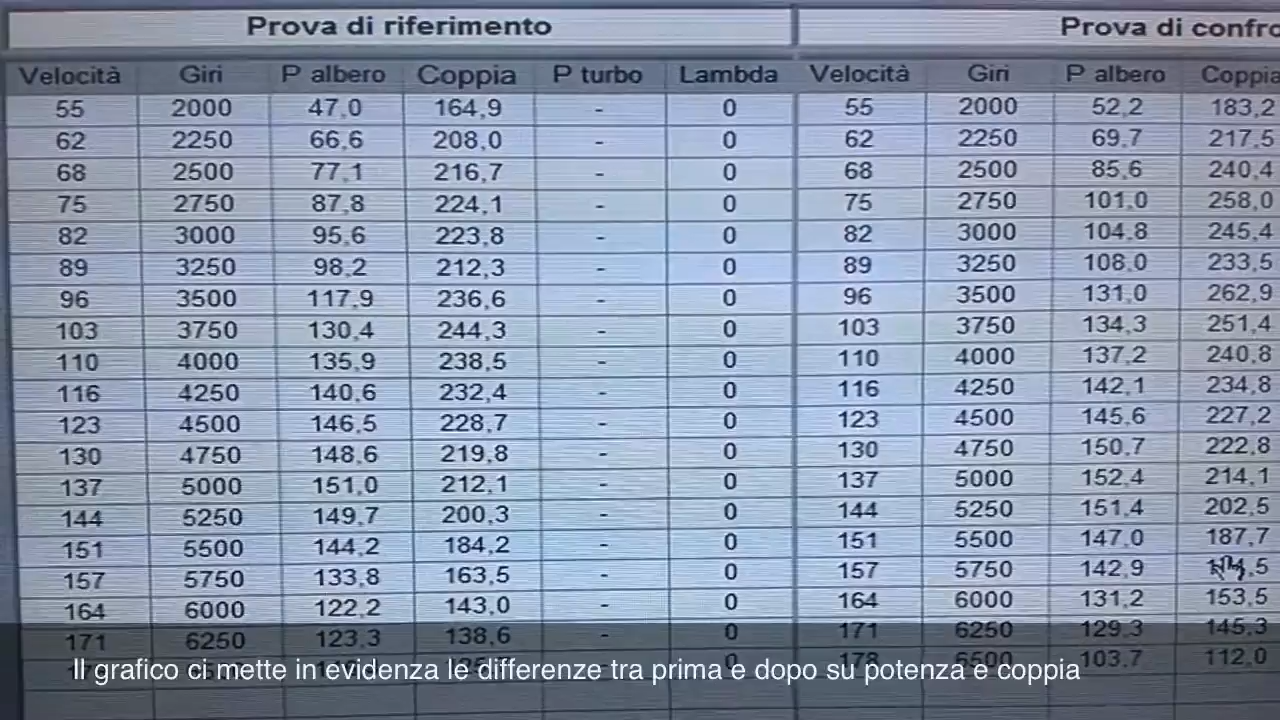 Prova di riferimento Prova di confro
Velocità Giri P albero Coppia P turbo Lambda Velocità Giri P albero Coppia
55 2000 47,0 164,9 - 0 55 2000 52,2 183,2
62 2250 66,6 208,0 - 0 62 2250 69,7 217,5
68 2500 77,1 216,7 - 0 68 2500 85,6 240,4
75 2750 87,8 224,1 - 0 75 2750 101,0 258,0
82 3000 95,6 223,8 - 0 82 3000 104,8 245,4
89 3250 98,2 212,3 - 0 89 3250 108,0 233,5
96 3500 117,9 236,6 - 0 96 3500 131,0 262,9
103 3750 130,4 244,3 - 0 103 3750 134,3 251,4
110 4000 135,9 238,5 - 0 110 4000 137,2 240,8
116 4250 140,6 232,4 - 0 116 4250 142,1 234,8
123 4500 146,5 228,7 - 0 123 4500 145,6 227,2
130 4750 148,6 219,8 - 0 130 4750 150,7 222,8
137 5000 151,0 212,1 - 0 137 5000 152,4 214,1
144 5250 149,7 200,3 - 0 144 5250 151,4 202,5
151 5500 144,2 184,2 - 0 151 5500 147,0 187,7
157 5750 133,8 163,5 - 0 157 5750 142,9
164 6000 122,2 143,0 - 0 164 6000 131,2 153,5
171 6250 123,3 138,6 - 0 171 6250 129,3 145,3
178 6500 103,7 112,0
Il grafico ci mette in evidenza le differenze tra prima e dopo su potenza e coppia